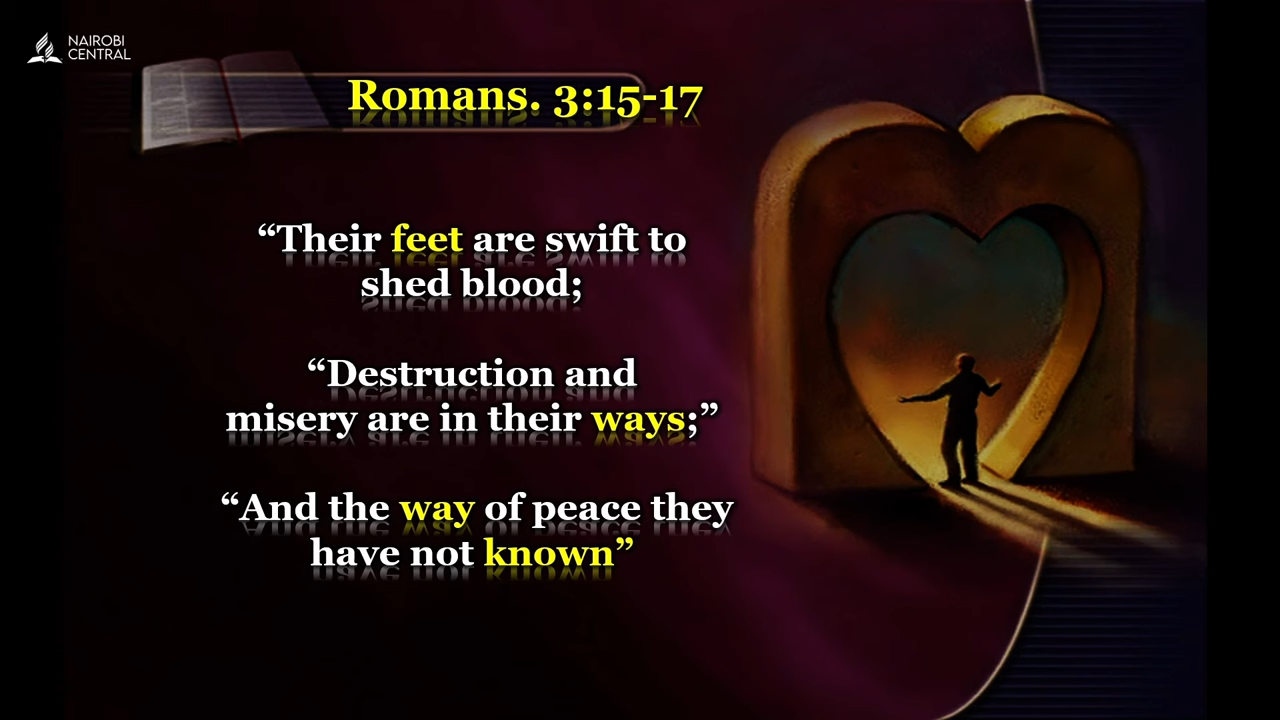 NAIROBI
CENTRAL
Romans. 3:15-17
“Their feet are swift to
shed blood;
“Destruction and
misery are in their ways;”
“And the way of peace they
have not known”